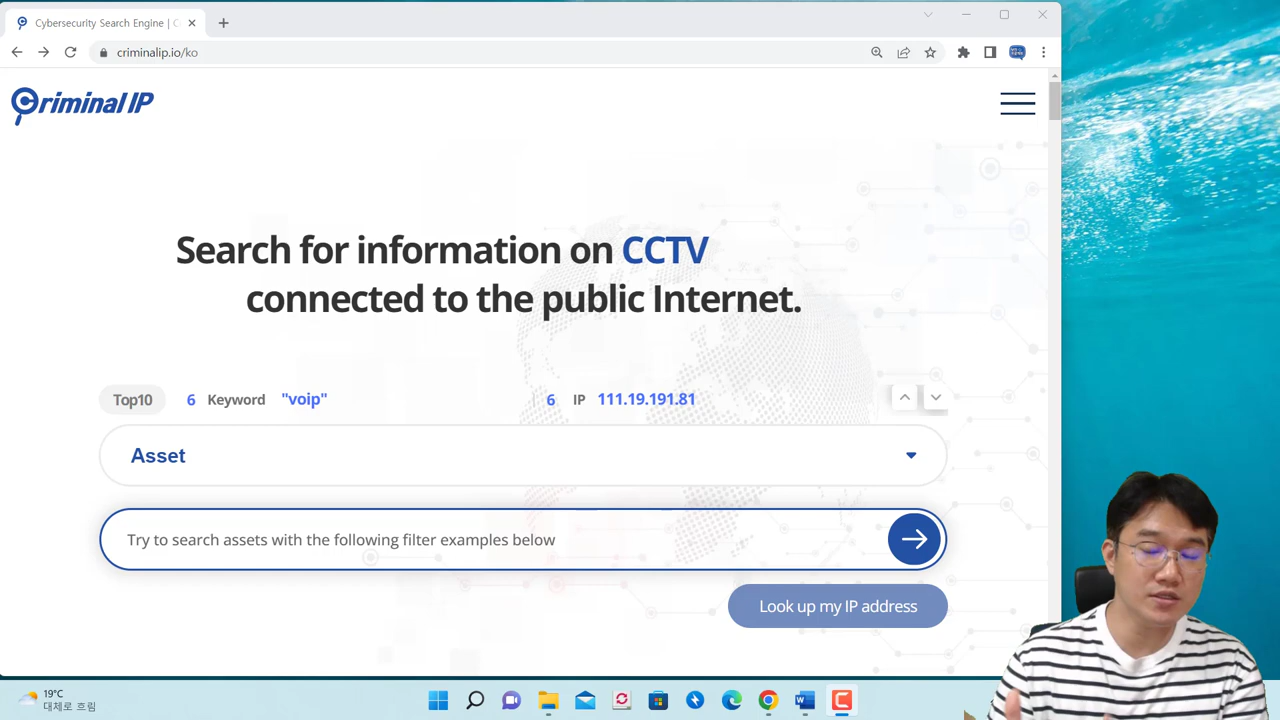 Cybersecurity Search Engine | C
criminalip.io/ko
Criminal IP
Search for information on CCTV
connected to the public Internet.
Top10 6 Keyword "voip" 6 IP 111.19.191.81
Asset
Try to search assets with the following filter examples below
Look up my IP address
19°C
대체로 흐림